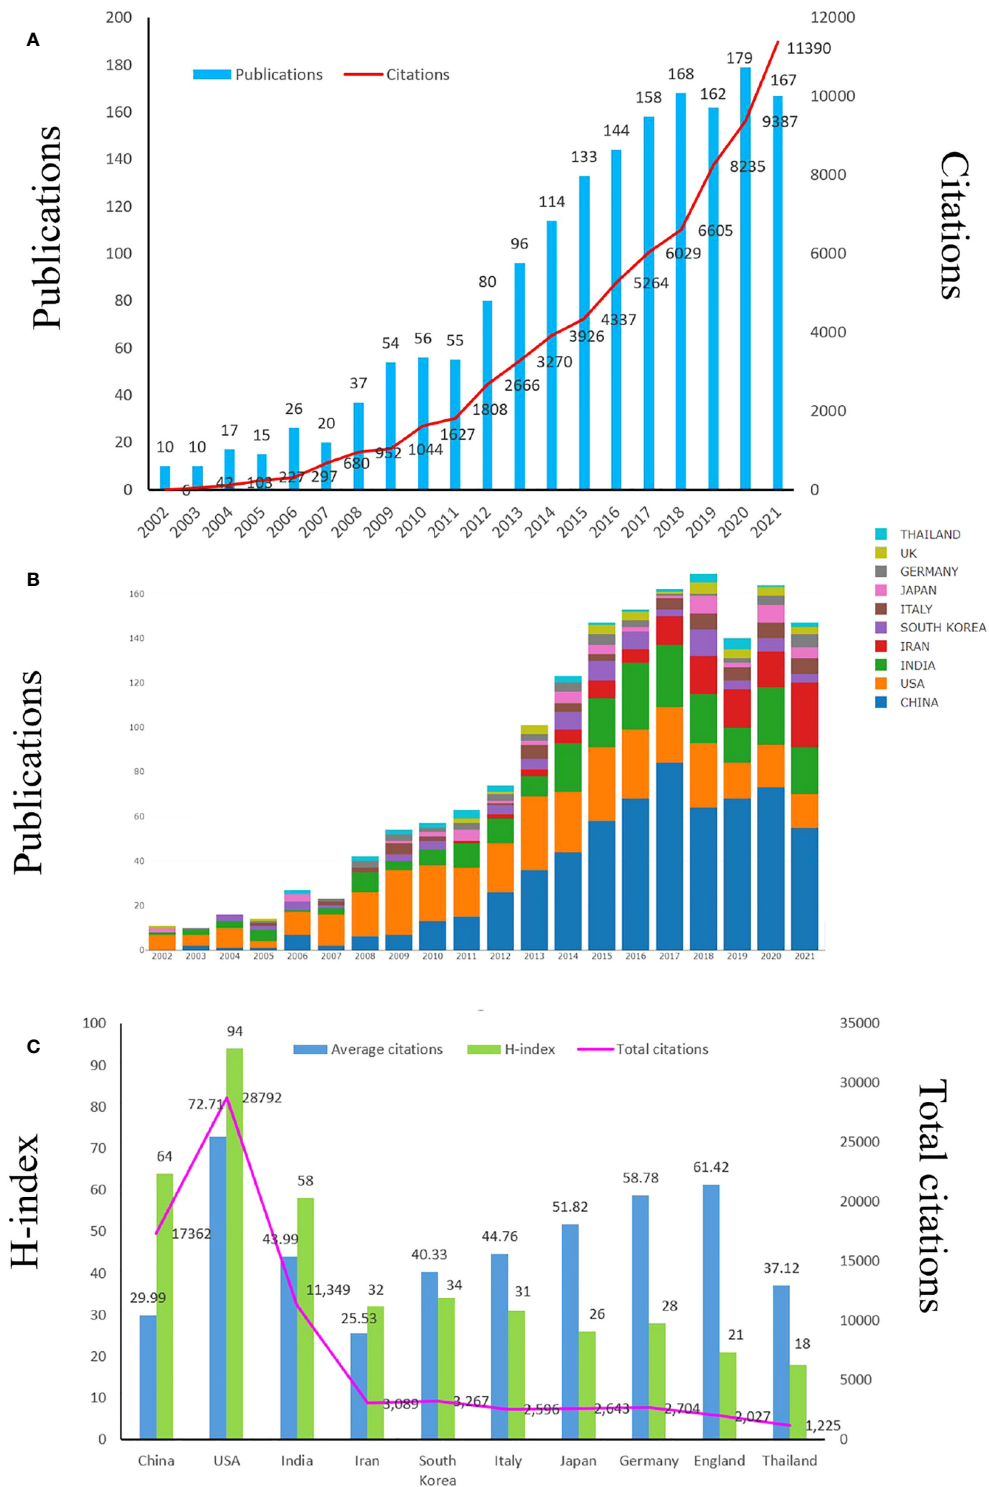 A
Publications
Citations
Publications Citations
200
180
160
140
120
100
80
60
40
20
0
12000
10000
8000
6000
4000
2000
0
10 10 17 15 26 20 37 54 56 55 80 96 114 133 144 158 168 162 179 167
6 42 103 227 297 680 952 1044 1627 1808 2666 3270 3926 4337 5264 6029 6605 8235 9387 11390
2002 2003 2004 2005 2006 2007 2008 2009 2010 2011 2012 2013 2014 2015 2016 2017 2018 2019 2020 2021
B
Publications
160
140
120
100
80
60
40
20
0
2002 2003 2004 2005 2006 2007 2008 2009 2010 2011 2012 2013 2014 2015 2016 2017 2018 2019 2020 2021
THAILAND
UK
GERMANY
JAPAN
ITALY
SOUTH KOREA
IRAN
INDIA
USA
CHINA
C
H-index
Total citations
Average citations H-index Total citations
100
90
80
70
60
50
40
30
20
10
0
35000
30000
25000
20000
15000
10000
5000
0
29.99 72.71 43.99 25.53 40.33 44.76 51.82 58.78 61.42 37.12
64 94 58 32 34 31 26 28 21 18
17362 28792 11,349 3,089 3,267 2,596 2,643 2,704 2,027 1,225
China USA India Iran South Italy Japan Germany England Thailand
Korea